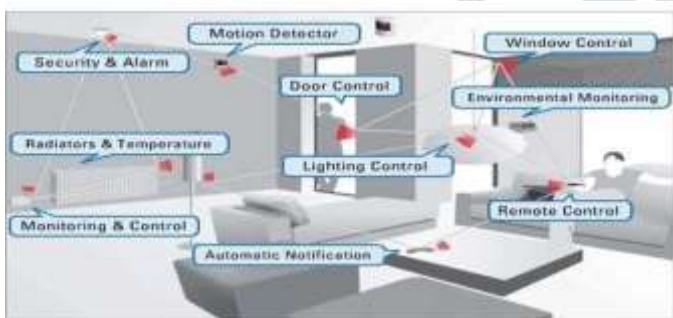 Motion Detector
Window Control
Security & Alarm
Door Control
Environmental Monitoring
Radiators & Temperature
Lighting Control
Remote Control
Monitoring & Control
Automatic Notification